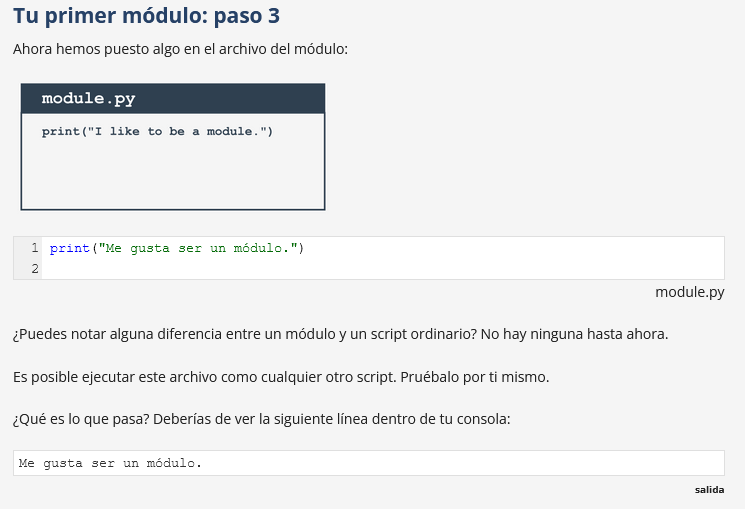 Tu primer módulo: paso 3
Ahora hemos puesto algo en el archivo del módulo:
module.py
print("I like to be a module.")
1 print("Me gusta ser un módulo.")
2
module.py
¿Puedes notar alguna diferencia entre un módulo y un script ordinario? No hay ninguna hasta ahora.
Es posible ejecutar este archivo como cualquier otro script. Pruébalo por ti mismo.
¿Qué es lo que pasa? Deberías de ver la siguiente línea dentro de tu consola:
Me gusta ser un módulo.
salida